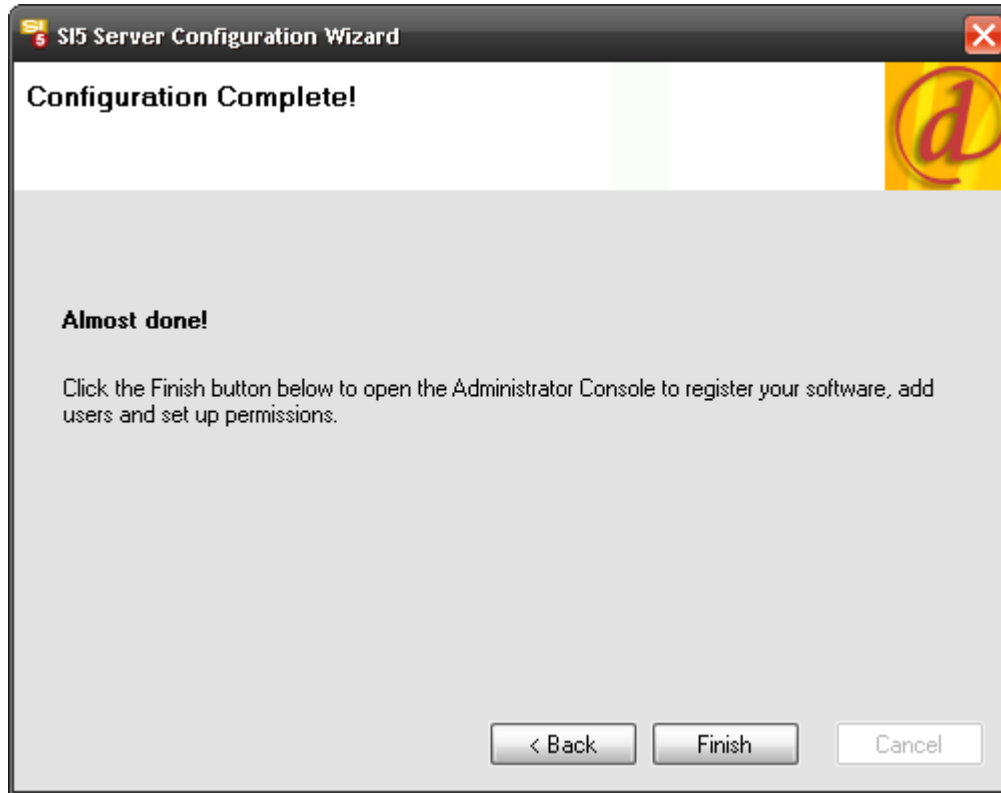 SI5 Server Configuration Wizard
Configuration Complete!
Almost done!
Click the Finish button below to open the Administrator Console to register your software, add
users and set up permissions.
< Back Finish Cancel